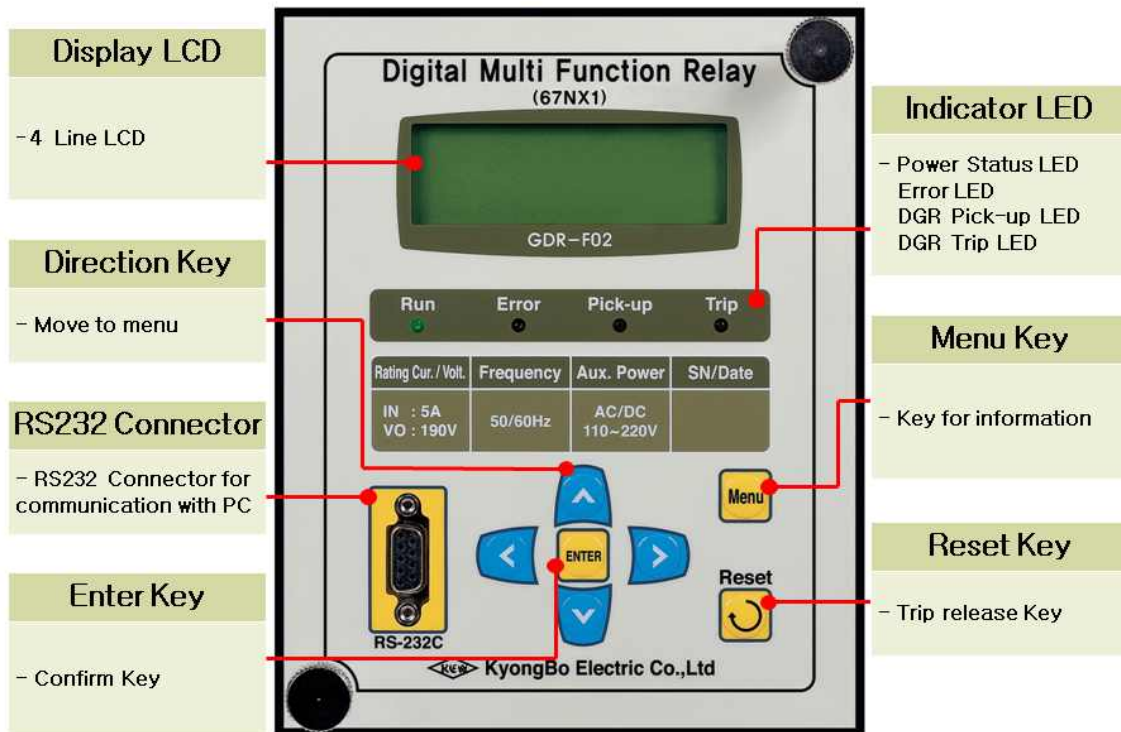 Display LCD
- 4 Line LCD
Direction Key
- Move to menu
RS232 Connector
- RS232 Connector for
communication with PC
Enter Key
- Confirm Key
Digital Multi Function Relay
(67NX1)
GDR-F02
Run Error Pick-up Trip
Rating Cur. / Volt. Frequency Aux. Power SN/Date
IN : 5A
VO : 190V
50/60Hz
AC/DC
110~220V
Menu
ENTER
Reset
RS-232C
KyongBo Electric Co.,Ltd
Indicator LED
- Power Status LED
Error LED
DGR Pick-up LED
DGR Trip LED
Menu Key
- Key for information
Reset Key
- Trip release Key